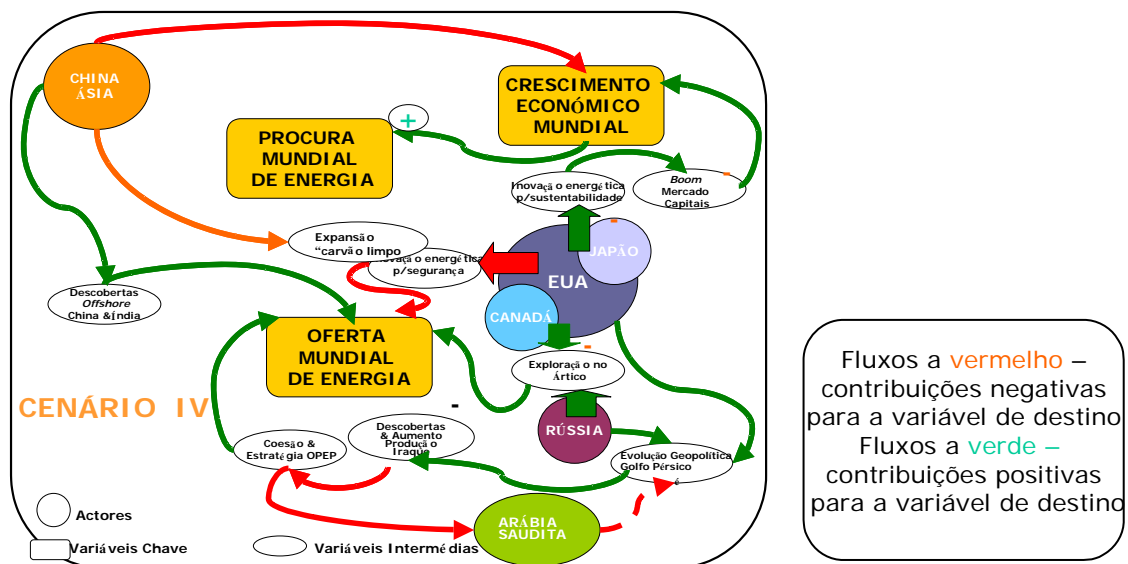 CHINA
ÁSIA
CRESCIMENTO
ECONÓMICO
MUNDIAL
+
PROCURA
MUNDIAL
DE ENERGIA
Inovação energética
p/sustentabilidade
-
Boom
Mercado
Capitais
Expansão
“carvão limpo
Inovação energética
p/segurança
-
JAPÃO
EUA
CANADÁ
Descobertas
Offshore
China &Índia
OFERTA
MUNDIAL
DE ENERGIA
-
Exploração no
Ártico
CENÁRIO IV
-
Descobertas
& Aumento
Produção
Iraque
Coesão &
Estratégia OPEP
RÚSSIA
Evolução Geopolítica
Golfo Pérsico
é
ARÁBIA
SAUDITA
Actores
Variáveis Chave
Variáveis Intermédias
Fluxos a vermelho –
contribuições negativas
para a variável de destino
Fluxos a verde –
contribuições positivas
para a variável de destino